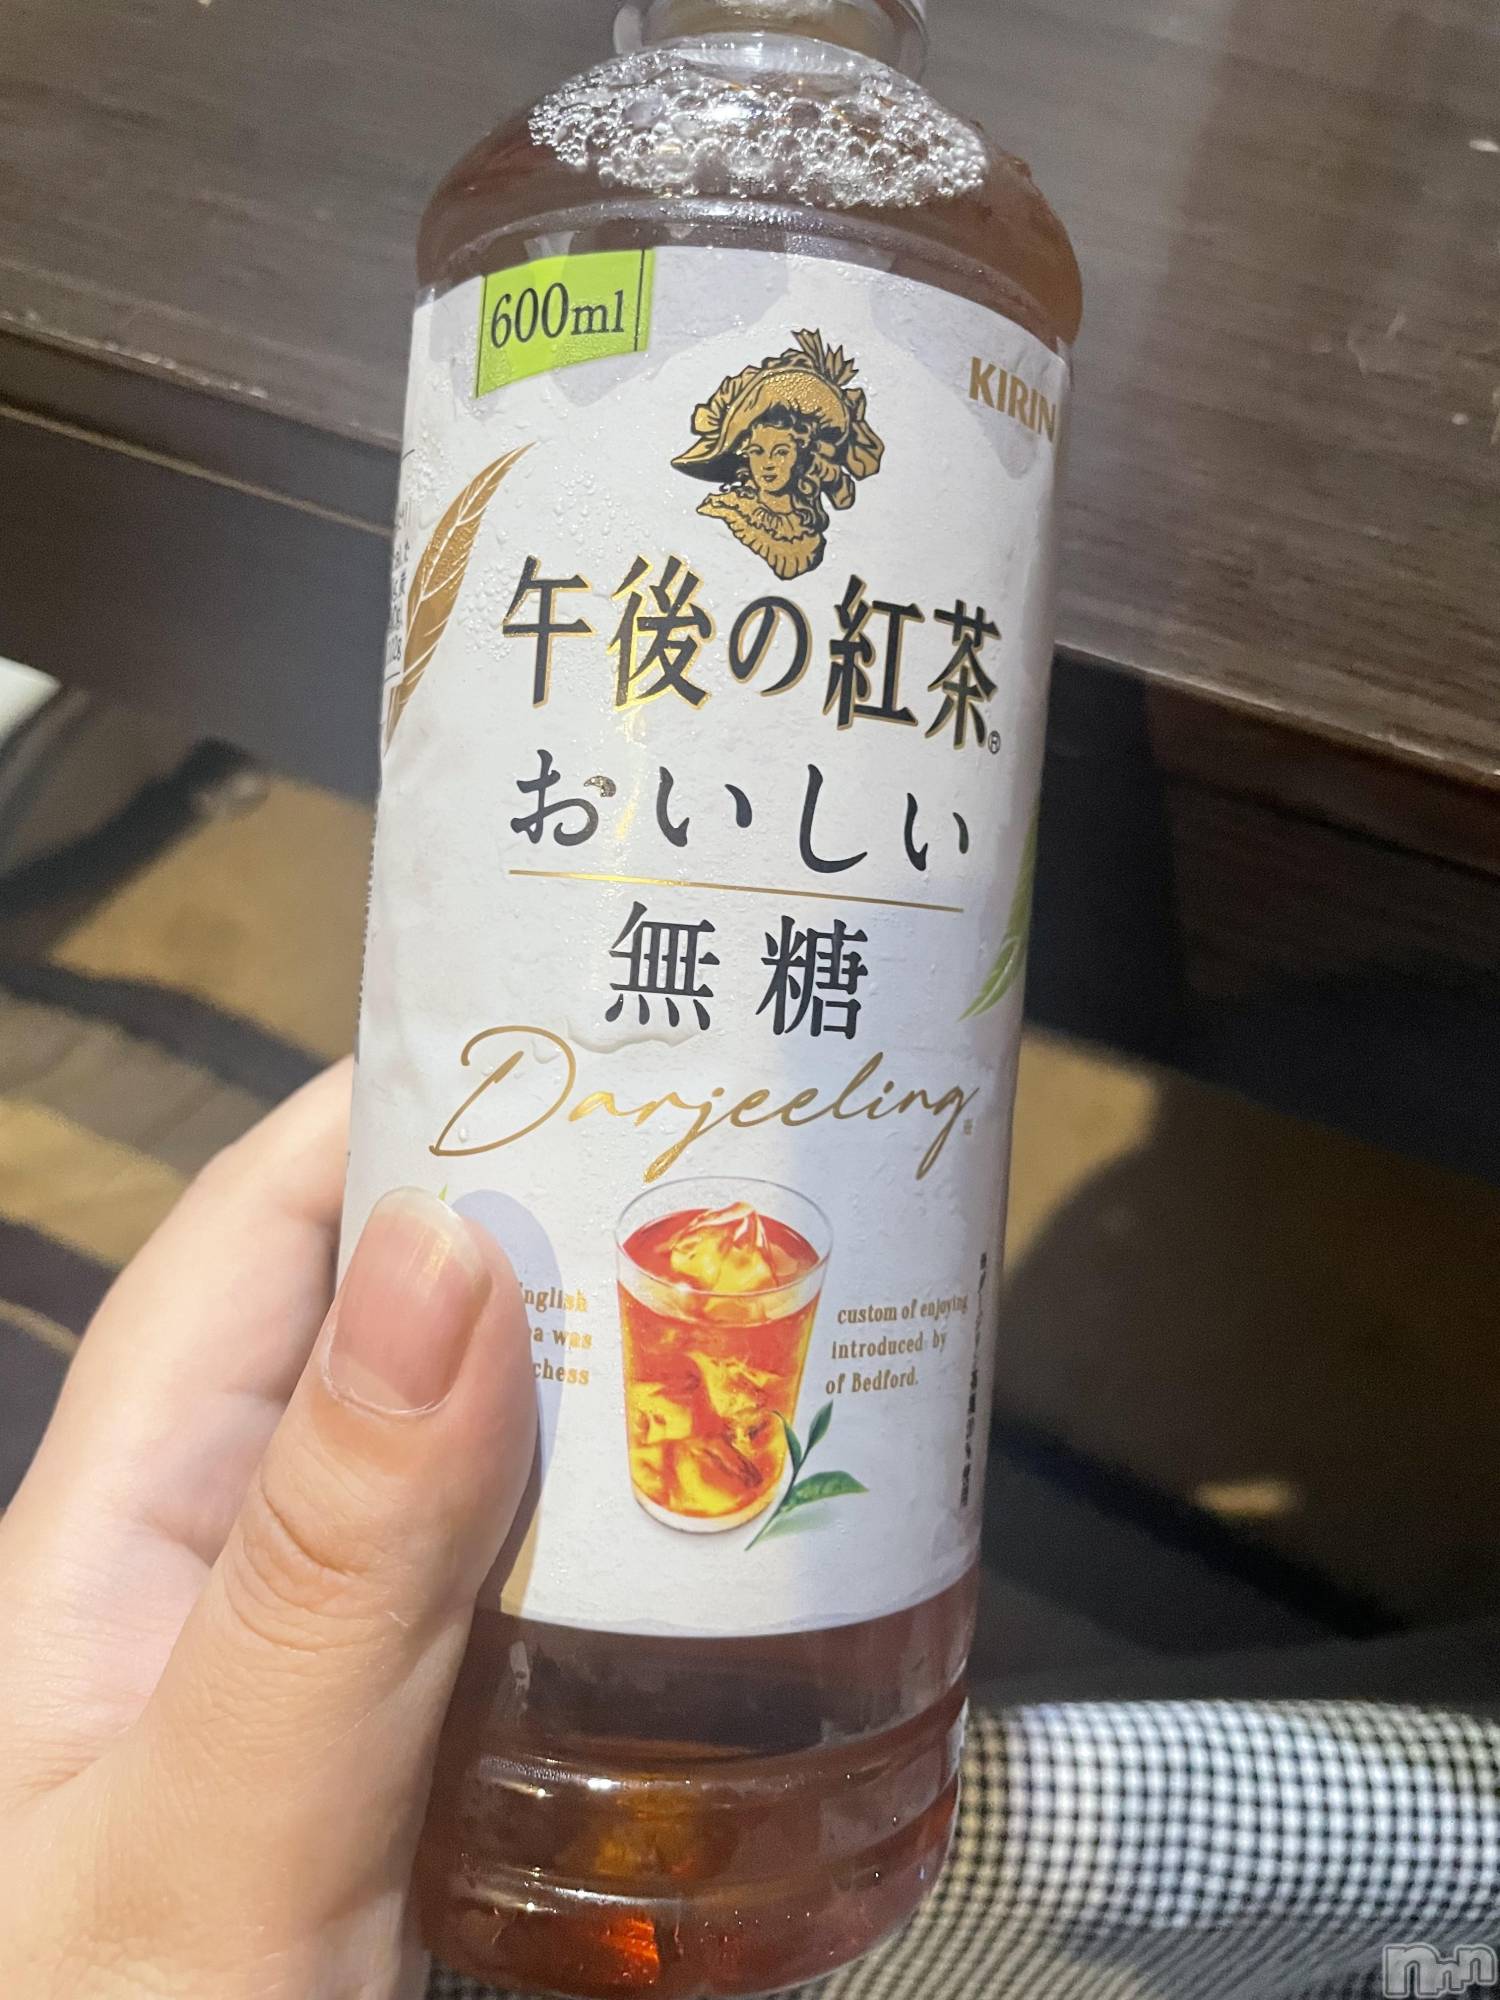 600ml
KIRIN
午後の紅茶®
おいしい
無糖
Darjeeling
custom of enjoying
was introduced by
of Bedford.